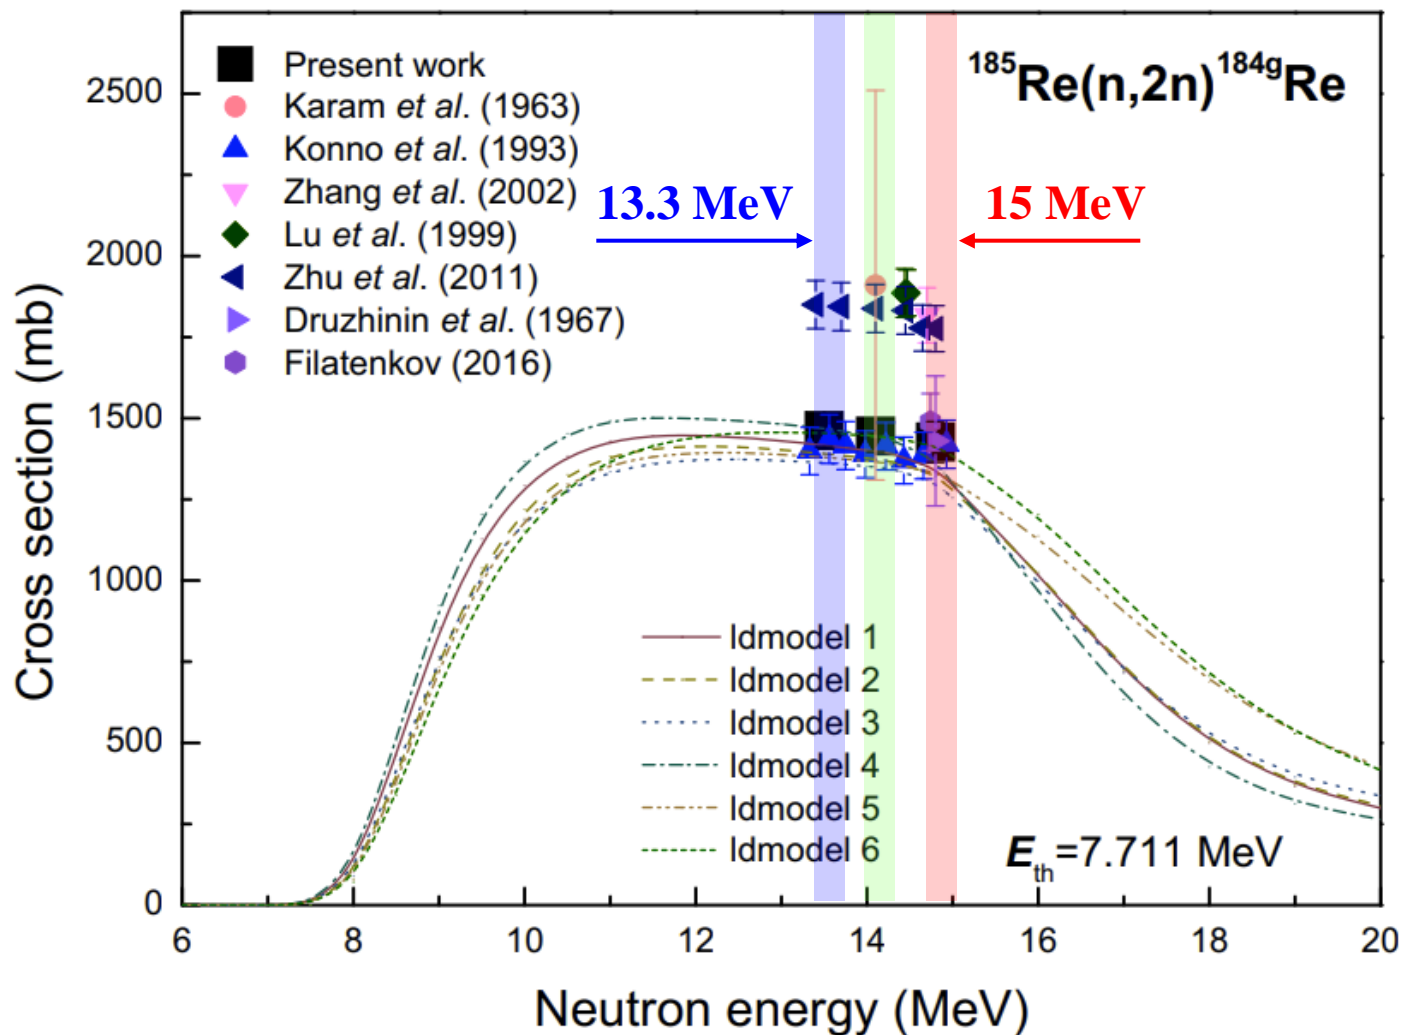 ¹⁸⁵Re(n,2n)¹⁸⁴ᵍRe
Present work
Karam et al. (1963)
Konno et al. (1993)
Zhang et al. (2002)
Lu et al. (1999)
Zhu et al. (2011)
Druzhinin et al. (1967)
Filatenkov (2016)
13.3 MeV
15 MeV
2500
2000
1500
1000
500
0
Cross section (mb)
ldmodel 1
ldmodel 2
ldmodel 3
ldmodel 4
ldmodel 5
ldmodel 6
Eth=7.711 MeV
6 8 10 12 14 16 18 20
Neutron energy (MeV)